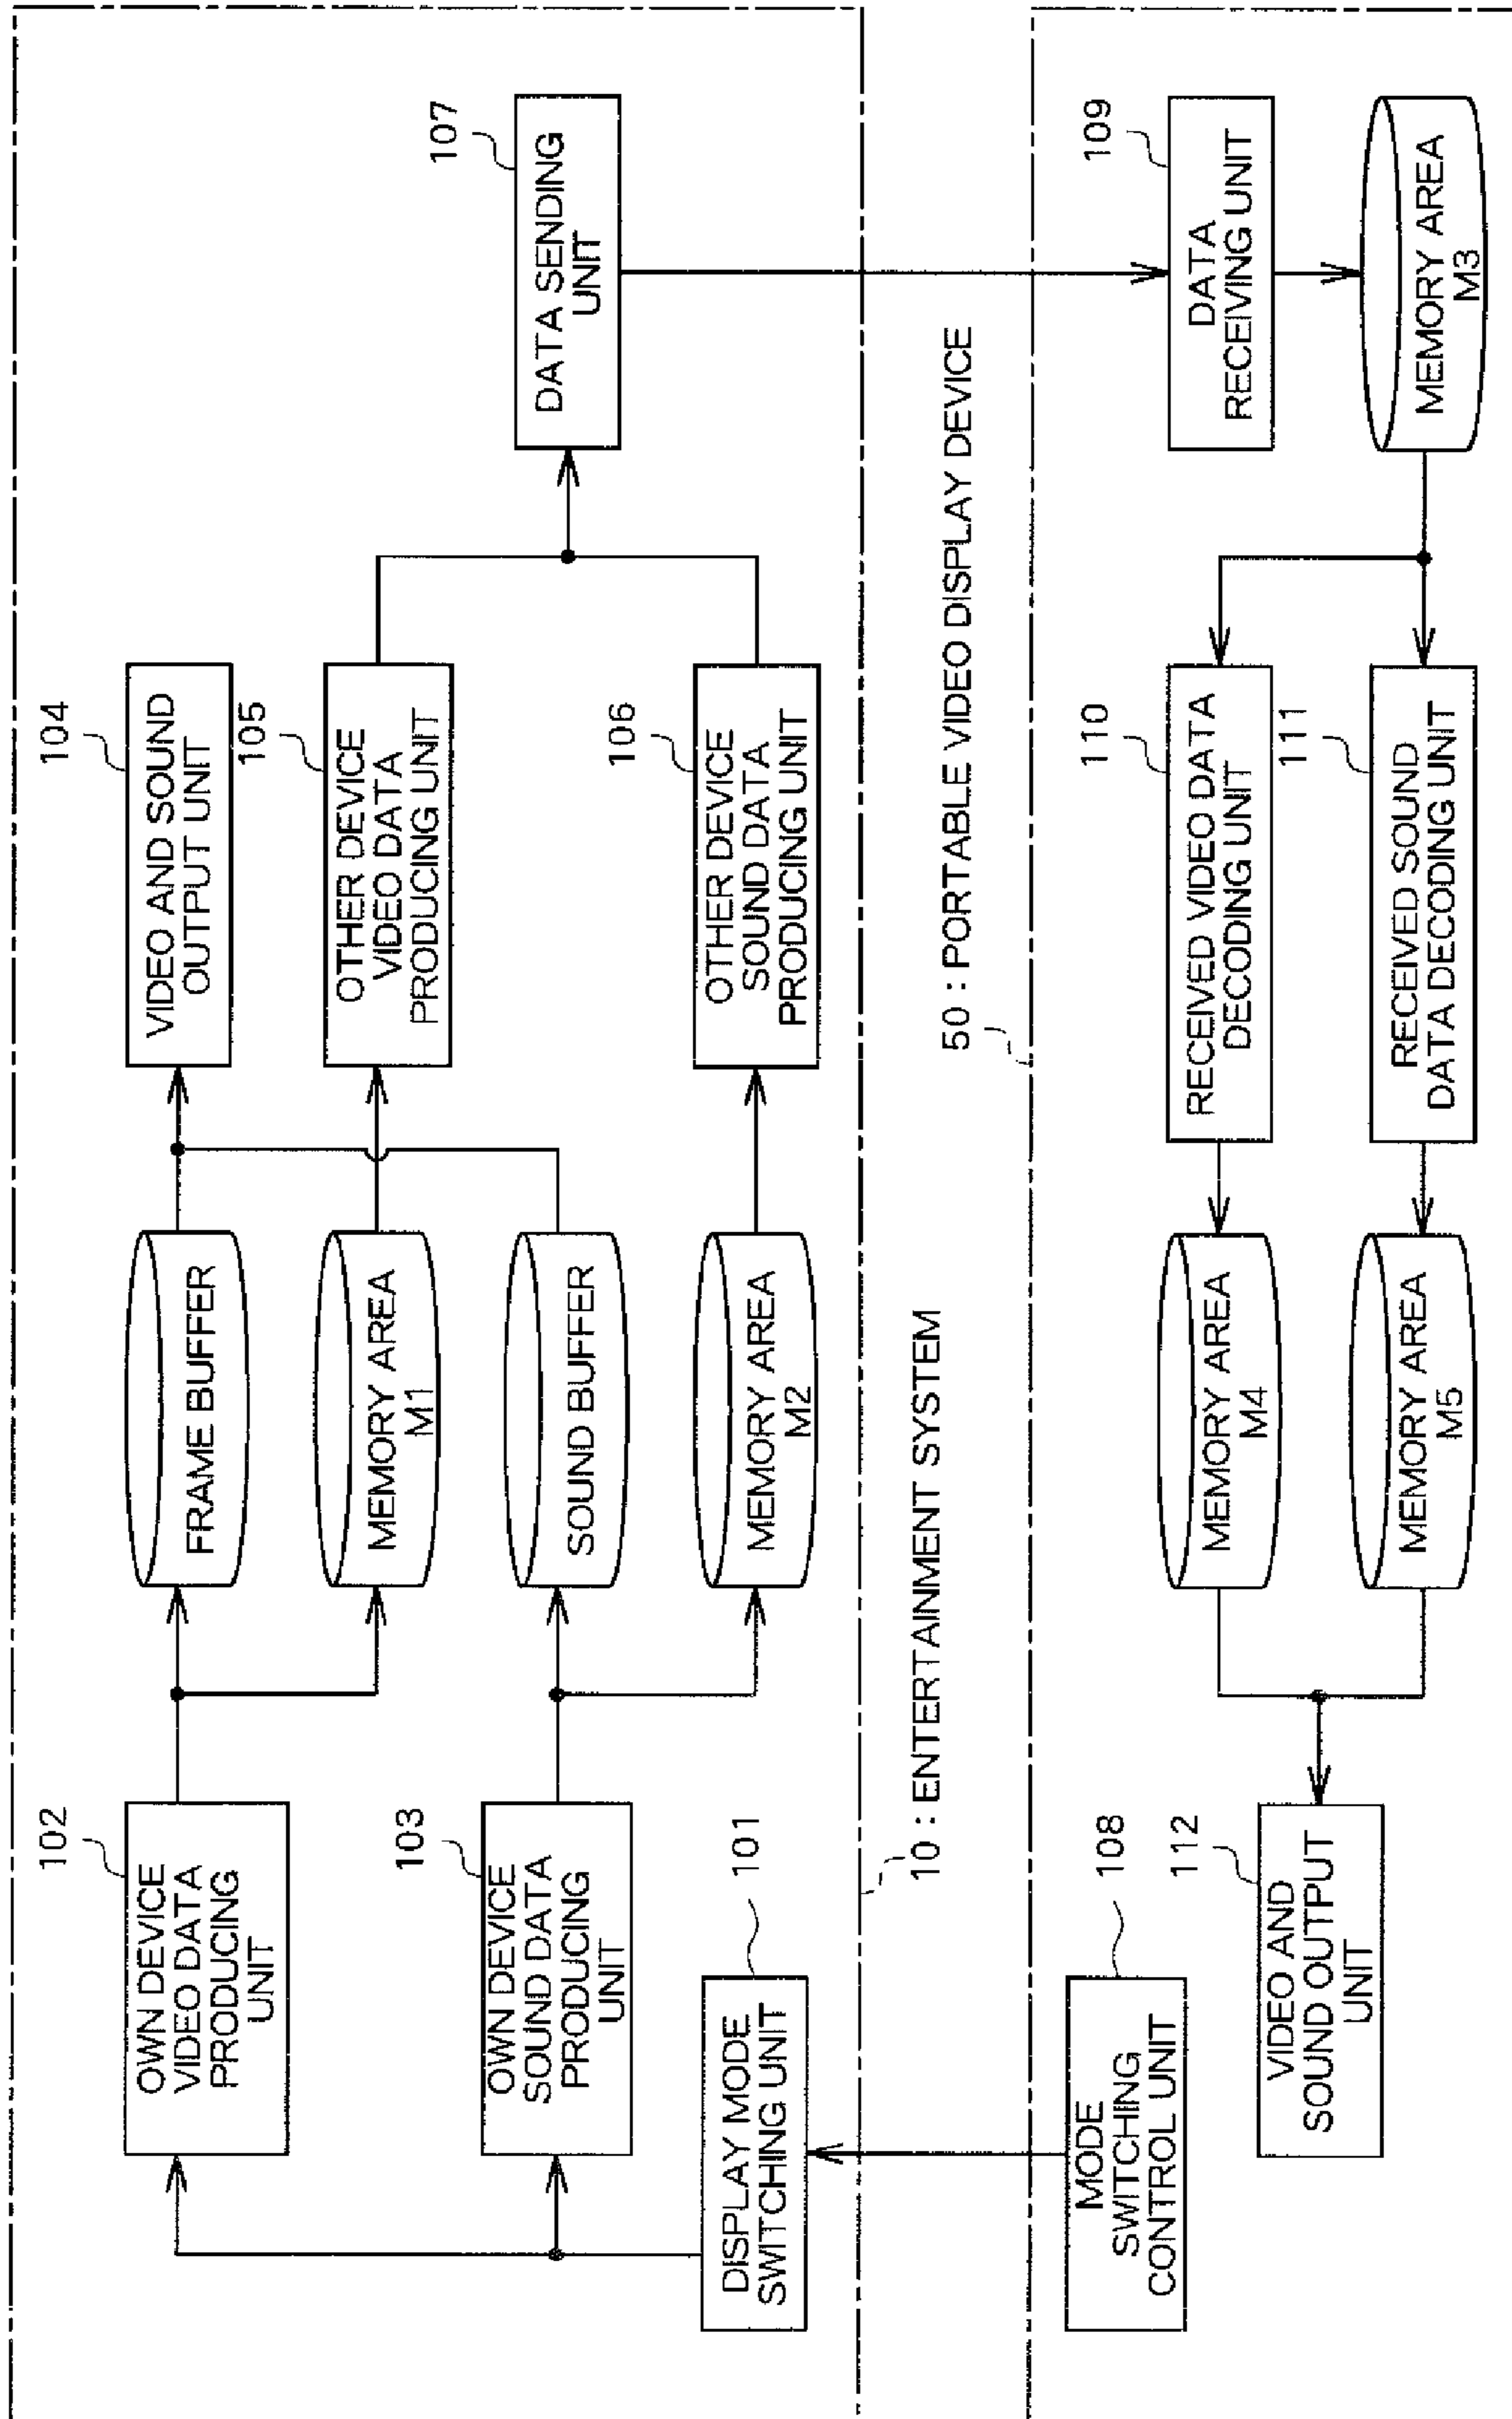 102
OWN DEVICE
VIDEO DATA
PRODUCING
UNIT
FRAME BUFFER
104
VIDEO AND SOUND
OUTPUT UNIT
MEMORY AREA
M1
105
OTHER DEVICE
VIDEO DATA
PRODUCING UNIT
107
DATA SENDING
UNIT
103
OWN DEVICE
SOUND DATA
PRODUCING
UNIT
SOUND BUFFER
106
OTHER DEVICE
SOUND DATA
PRODUCING UNIT
MEMORY AREA
M2
101
DISPLAY MODE
SWITCHING UNIT
10 : ENTERTAINMENT SYSTEM
50 : PORTABLE VIDEO DISPLAY DEVICE
108
MODE
SWITCHING
CONTROL UNIT
109
DATA
RECEIVING UNIT
110
RECEIVED VIDEO DATA
DECODING UNIT
MEMORY AREA
M4
112
VIDEO AND
SOUND OUTPUT
UNIT
111
RECEIVED SOUND
DATA DECODING UNIT
MEMORY AREA
M5
MEMORY AREA
M3